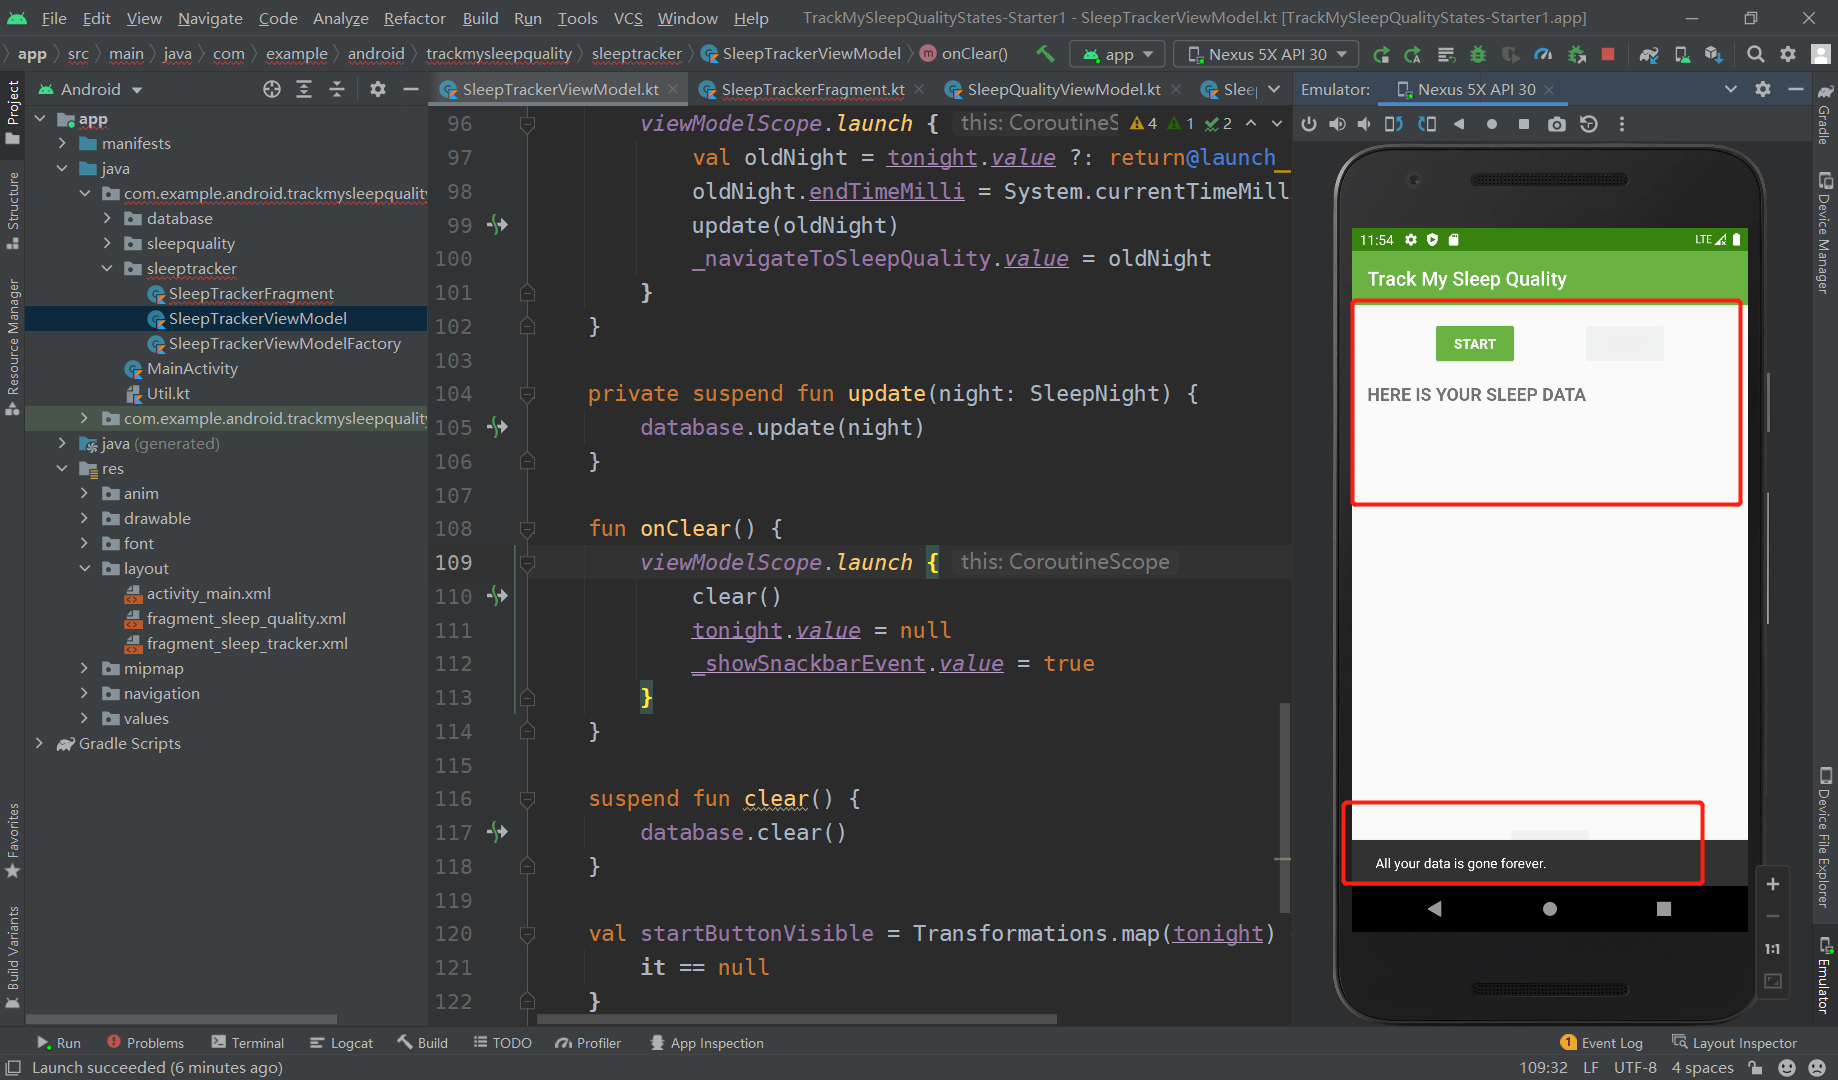 File Edit View Navigate Code Analyze Refactor Build Run Tools VCS Window Help TrackMySleepQualityStates-Starter1 - SleepTrackerViewModel.kt [TrackMySleepQualityStates-Starter1.app]
app src main java com example android trackmysleepquality sleeptracker SleepTrackerViewModel onClear() app Nexus 5X API 30
Android
SleepTrackerViewModel.kt SleepTrackerFragment.kt SleepQualityViewModel.kt Slee
Emulator: Nexus 5X API 30
Project
Structure
Resource Manager
Favorites
Build Variants
app
manifests
java
com.example.android.trackmysleepquality
database
sleepquality
sleeptracker
SleepTrackerFragment
SleepTrackerViewModel
SleepTrackerViewModelFactory
MainActivity
Util.kt
com.example.android.trackmysleepquality
java (generated)
res
anim
drawable
font
layout
activity_main.xml
fragment_sleep_quality.xml
fragment_sleep_tracker.xml
mipmap
navigation
values
Gradle Scripts
4 1 2
96 viewModelScope.launch { this: CoroutineS
97 val oldNight = tonight.value ?: return@launch
98 oldNight.endTimeMilli = System.currentTimeMill
99 update(oldNight)
100 _navigateToSleepQuality.value = oldNight
101 }
102 }
103
104 private suspend fun update(night: SleepNight) {
105 database.update(night)
106 }
107
108 fun onClear() {
109 viewModelScope.launch { this: CoroutineScope
110 clear()
111 tonight.value = null
112 _showSnackbarEvent.value = true
113 }
114 }
115
116 suspend fun clear() {
117 database.clear()
118 }
119
120 val startButtonVisible = Transformations.map(tonight)
121 it == null
122 }
11:54 LTE
Track My Sleep Quality
START
HERE IS YOUR SLEEP DATA
All your data is gone forever.
1:1
Gradle
Device Manager
Device File Explorer
Emulator
Run Problems Terminal Logcat Build TODO Profiler App Inspection 1 Event Log Layout Inspector
Launch succeeded (6 minutes ago) 109:32 LF UTF-8 4 spaces